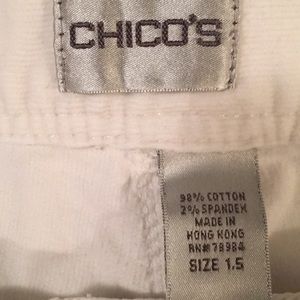 CHICO'S
98% COTTON
2% SPANDEX
MADE IN
HONG KONG
RN# 78984
SIZE 1.5